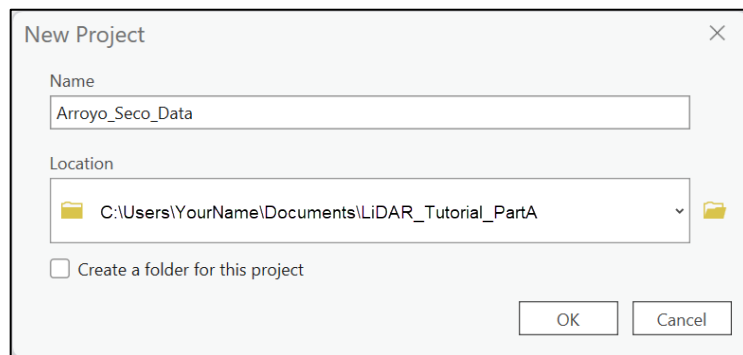 New Project
Name
Arroyo_Seco_Data
Location
C:\Users\YourName\Documents\LiDAR_Tutorial_PartA
Create a folder for this project
OK Cancel